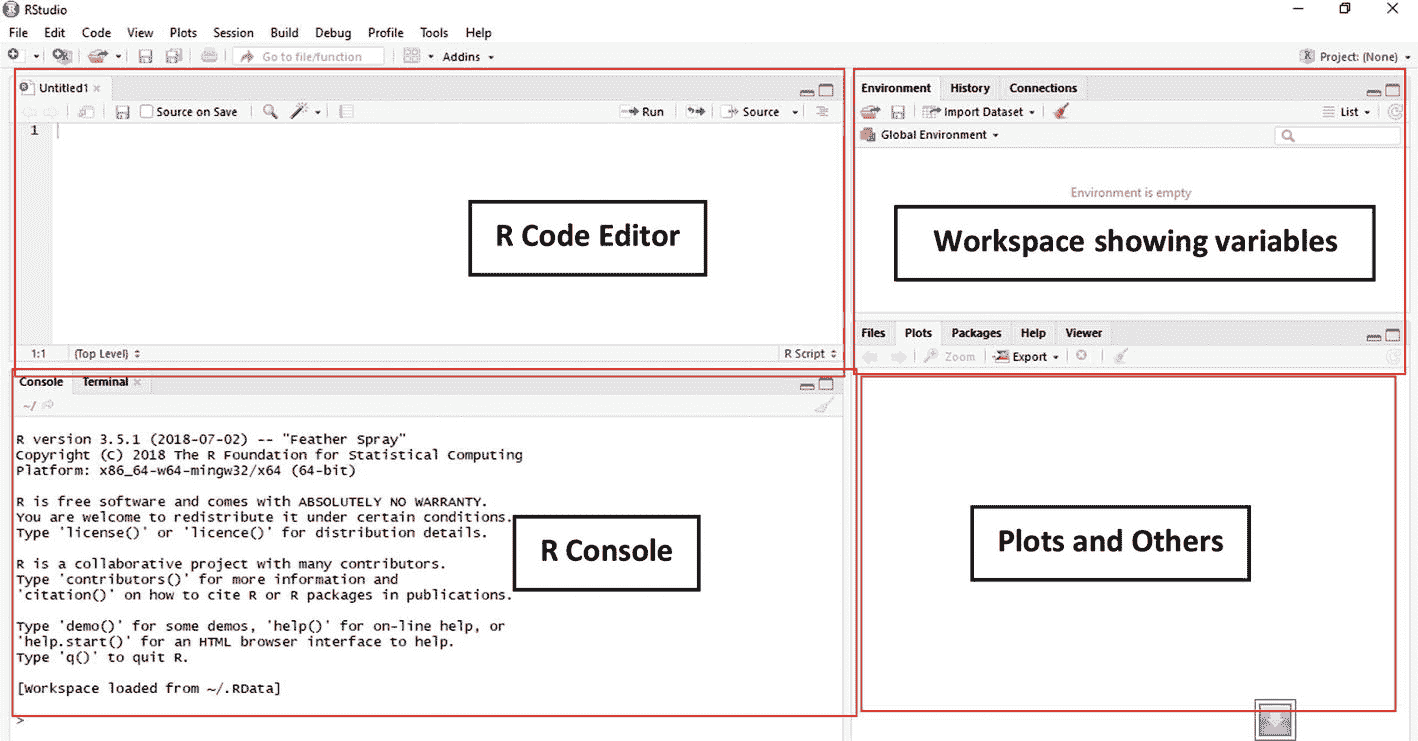 RStudio
File Edit Code View Plots Session Build Debug Profile Tools Help
Go to file/function Addins Project: (None)
Untitled1
Source on Save Run Source
1
R Code Editor
1:1 (Top Level) R Script
Environment History Connections
Import Dataset List
Global Environment
Environment is empty
Workspace showing variables
Files Plots Packages Help Viewer
Zoom Export
Console Terminal
~/
R version 3.5.1 (2018-07-02) -- "Feather Spray"
Copyright (C) 2018 The R Foundation for Statistical Computing
Platform: x86_64-w64-mingw32/x64 (64-bit)
R is free software and comes with ABSOLUTELY NO WARRANTY.
You are welcome to redistribute it under certain conditions.
Type 'license()' or 'licence()' for distribution details.
R is a collaborative project with many contributors.
Type 'contributors()' for more information and
'citation()' on how to cite R or R packages in publications.
Type 'demo()' for some demos, 'help()' for on-line help, or
'help.start()' for an HTML browser interface to help.
Type 'q()' to quit R.
[Workspace loaded from ~/.RData]
>
R Console
Plots and Others